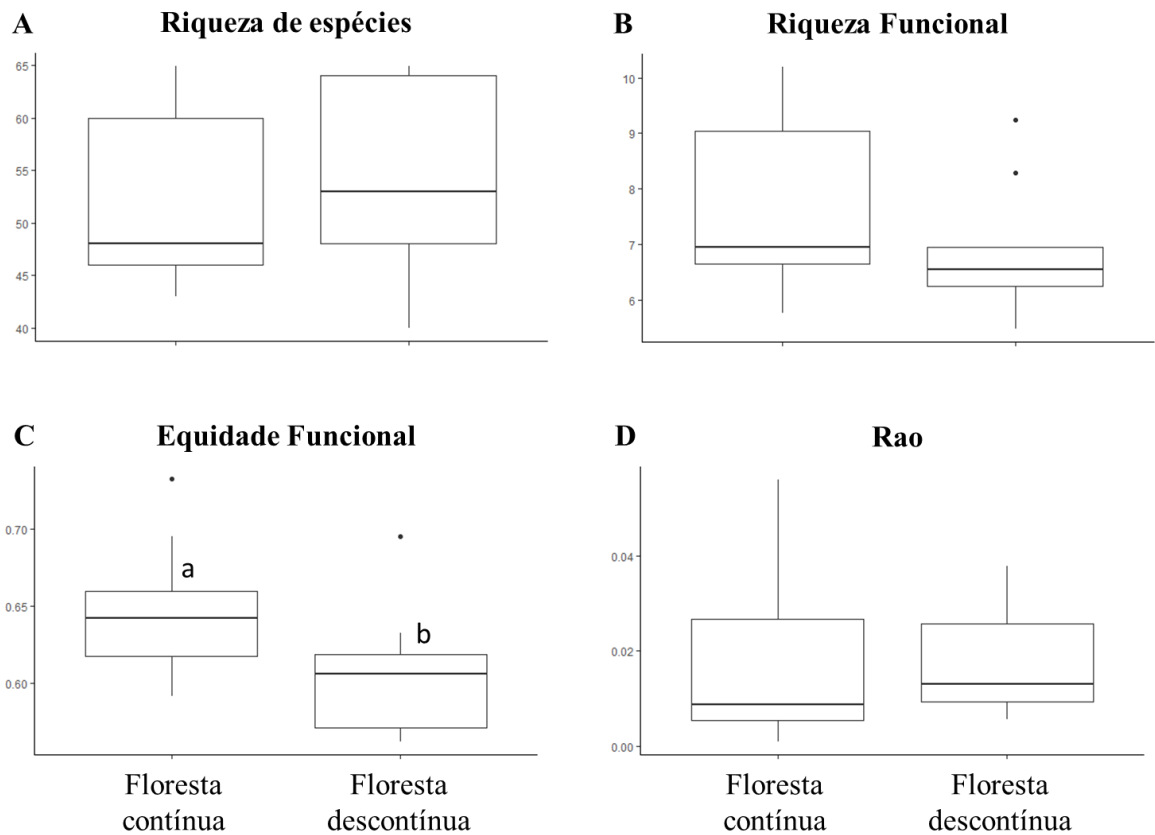 A Riqueza de espécies
65
60
55
50
45
40
B Riqueza Funcional
10
9
8
7
6
C Equidade Funcional
0.70
0.65
0.60
a
b
Floresta
contínua
Floresta
descontínua
D Rao
0.04
0.02
0.00
Floresta
contínua
Floresta
descontínua